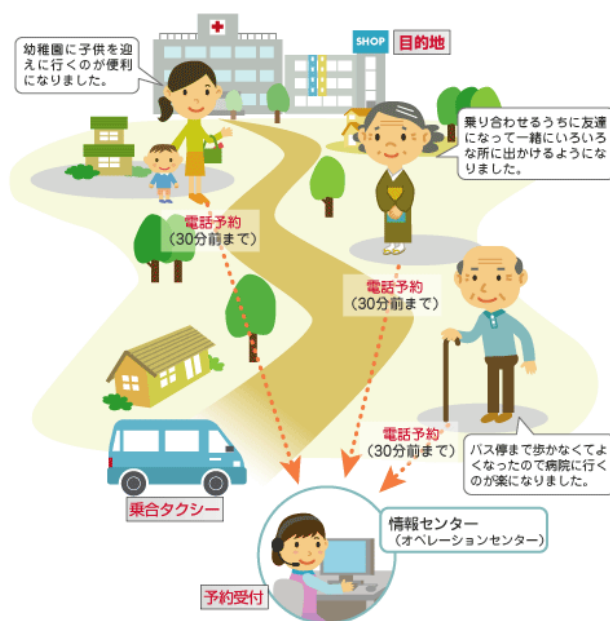 SHOP
目的地
幼稚園に子供を迎
えに行くのが便利
になりました。
乗り合わせるうちに友達
になって一緒にいろいろ
な所に出かけるようにな
りました。
電話予約
(30分前まで)
電話予約
(30分前まで)
電話予約
(30分前まで)
バス停まで歩かなくてよ
くなったので病院に行く
のが楽になりました。
乗合タクシー
情報センター
(オペレーションセンター)
予約受付